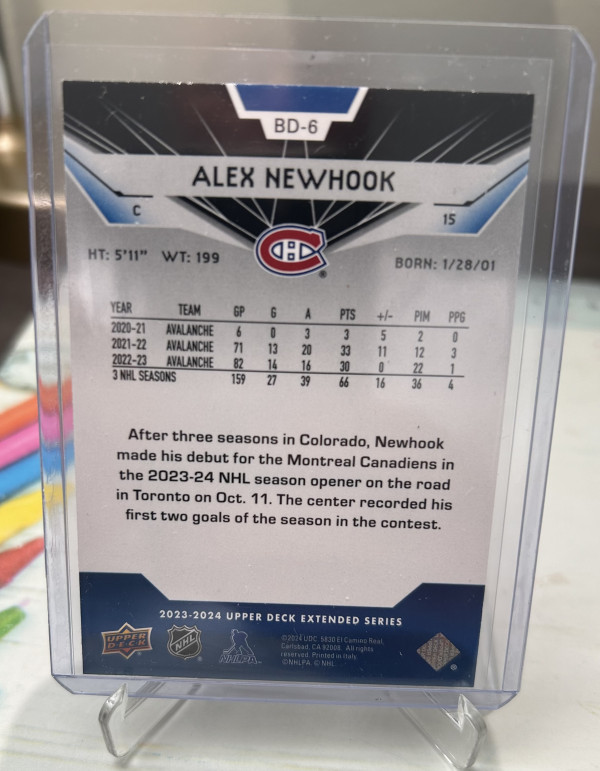 BD-6
ALEX NEWHOOK
C
15
CH
HT: 5'11" WT: 199
BORN: 1/28/01
YEAR TEAM GP G A PTS +/- PIM PPG
2020-21 AVALANCHE 6 0 3 3 5 2 0
2021-22 AVALANCHE 71 13 20 33 11 12 3
2022-23 AVALANCHE 82 14 16 30 0 22 1
3 NHL SEASONS 159 27 39 66 16 36 4
After three seasons in Colorado, Newhook
made his debut for the Montreal Canadiens in
the 2023-24 NHL season opener on the road
in Toronto on Oct. 11. The center recorded his
first two goals of the season in the contest.
2023-2024 UPPER DECK EXTENDED SERIES
UPPER
DECK
NHL
NHLPA
©2024 UDC 5830 El Camino Real,
Carlsbad, CA 92008. All rights
reserved. Printed in Italy.
©NHLPA. © NHL